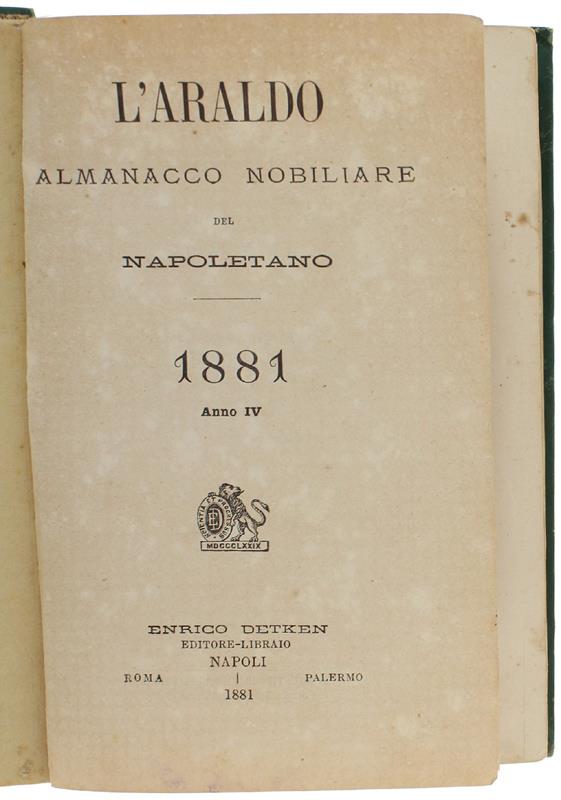 L'ARALDO
ALMANACCO NOBILIARE
DEL
NAPOLETANO
1881
Anno IV
MDCCCLXXIX
ENRICO DETKEN
EDITORE-LIBRAIO
NAPOLI
ROMA | PALERMO
1881